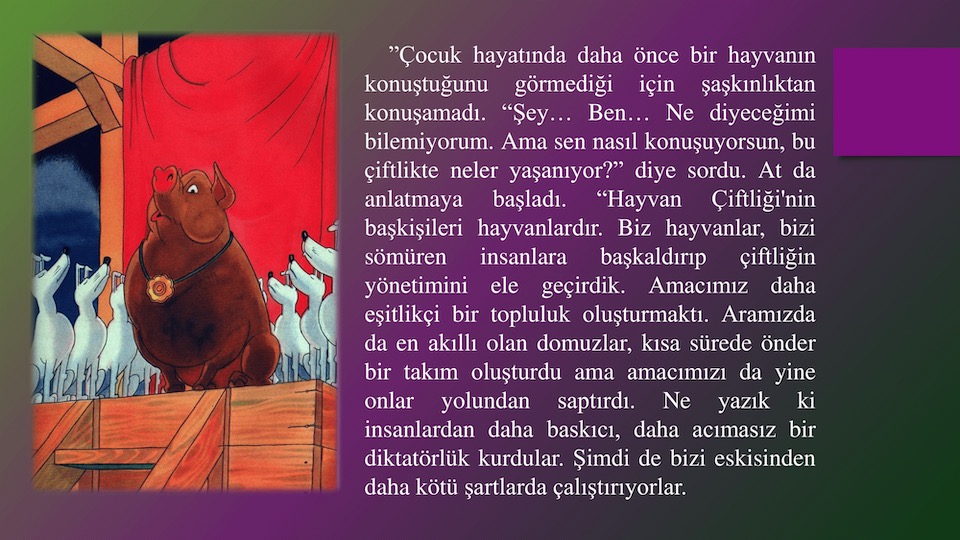 ”Çocuk hayatında daha önce bir hayvanın
konuştuğunu görmediği için şaşkınlıktan
konuşamadı. “Şey… Ben… Ne diyeceğimi
bilemiyorum. Ama sen nasıl konuşuyorsun, bu
çiftlikte neler yaşanıyor?” diye sordu. At da
anlatmaya başladı. “Hayvan Çiftliği'nin
başkişileri hayvanlardır. Biz hayvanlar, bizi
sömüren insanlara başkaldırıp çiftliğin
yönetimini ele geçirdik. Amacımız daha
eşitlikçi bir topluluk oluşturmaktı. Aramızda
da en akıllı olan domuzlar, kısa sürede önder
bir takım oluşturdu ama amacımızı da yine
onlar yolundan saptırdı. Ne yazık ki
insanlardan daha baskıcı, daha acımasız bir
diktatörlük kurdular. Şimdi de bizi eskisinden
daha kötü şartlarda çalıştırıyorlar.